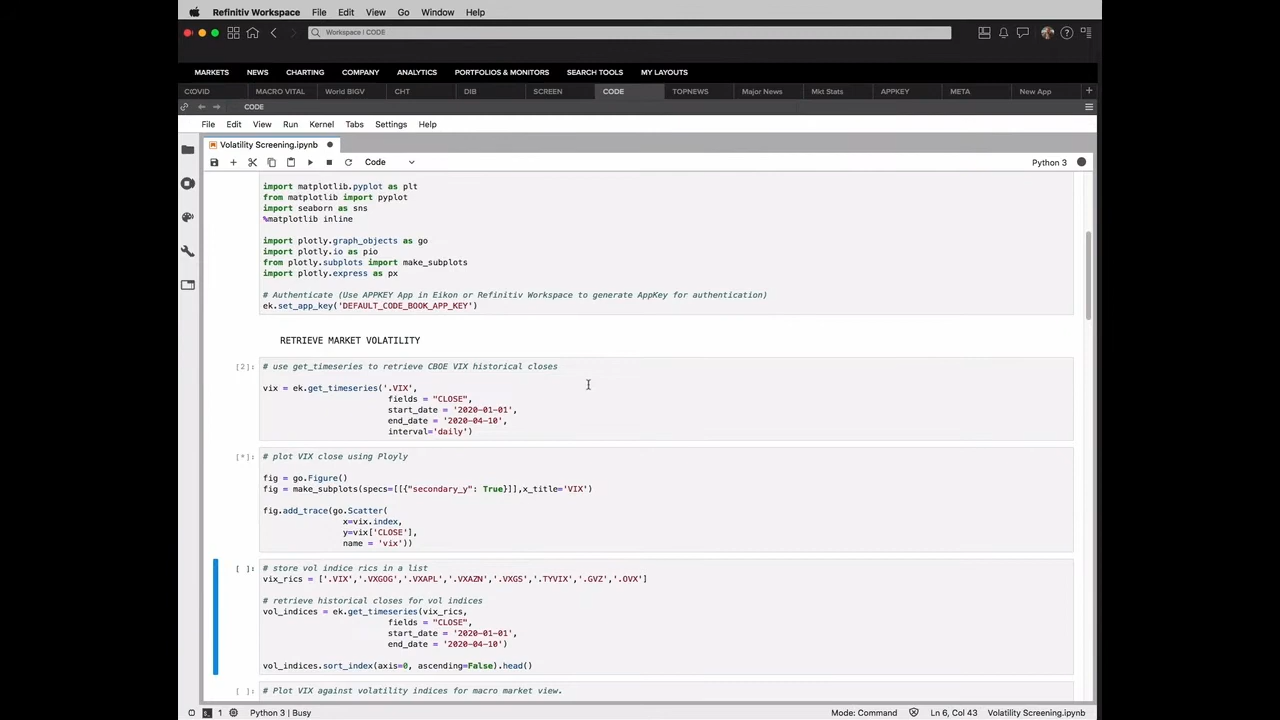 Refinitiv Workspace File Edit View Go Window Help
Workspace | CODE
MARKETS NEWS CHARTING COMPANY ANALYTICS PORTFOLIOS & MONITORS SEARCH TOOLS MY LAYOUTS
COVID MACRO VITAL World BIGV CHT DIB SCREEN CODE TOPNEWS Major News Mkt Stats APPKEY META New App +
CODE
File Edit View Run Kernel Tabs Settings Help
Volatility Screening.ipynb
Code Python 3
import matplotlib.pyplot as plt
from matplotlib import pyplot
import seaborn as sns
%matplotlib inline
import plotly.graph_objects as go
import plotly.io as pio
from plotly.subplots import make_subplots
import plotly.express as px
# Authenticate (Use APPKEY App in Eikon or Refinitiv Workspace to generate AppKey for authentication)
ek.set_app_key('DEFAULT_CODE_BOOK_APP_KEY')
RETRIEVE MARKET VOLATILITY
[2]: # use get_timeseries to retrieve CBOE VIX historical closes
vix = ek.get_timeseries('.VIX',
fields = "CLOSE",
start_date = '2020-01-01',
end_date = '2020-04-10',
interval='daily')
[*]: # plot VIX close using Ployly
fig = go.Figure()
fig = make_subplots(specs=[[{"secondary_y": True}]],x_title='VIX')
fig.add_trace(go.Scatter(
x=vix.index,
y=vix['CLOSE'],
name = 'vix'))
[ ]: # store vol indice rics in a list
vix_rics = ['.VIX','.VXGOG','.VXAPL','.VXAZN','.VXGS','.TYVIX','.GVZ','.OVX']
# retrieve historical closes for vol indices
vol_indices = ek.get_timeseries(vix_rics,
fields = "CLOSE",
start_date = '2020-01-01',
end_date = '2020-04-10')
vol_indices.sort_index(axis=0, ascending=False).head()
[ ]: # Plot VIX against volatility indices for macro market view.
1 Python 3 | Busy Mode: Command Ln 6, Col 43 Volatility Screening.ipynb